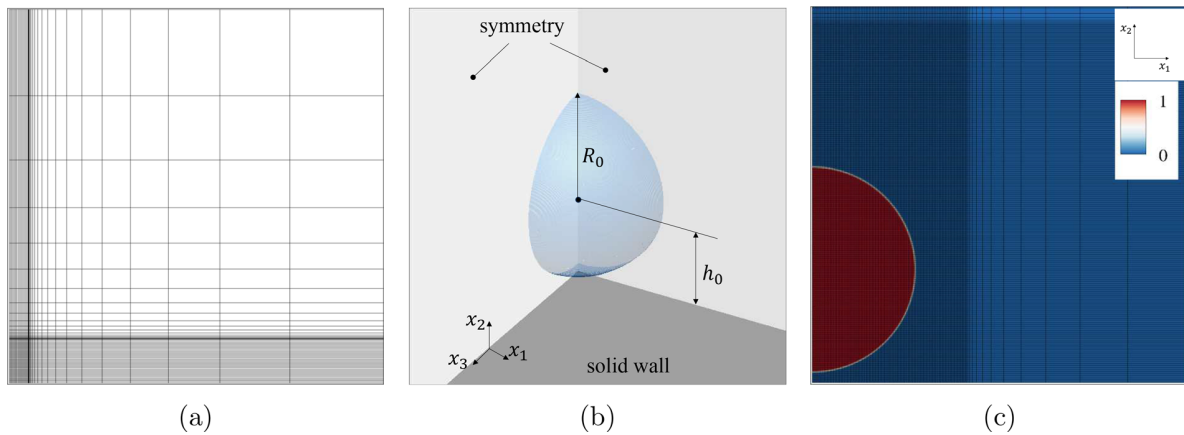 symmetry
R₀
h₀
x₂
x₁
x₃
solid wall
x₂
x₁
1
0
(a)
(b)
(c)